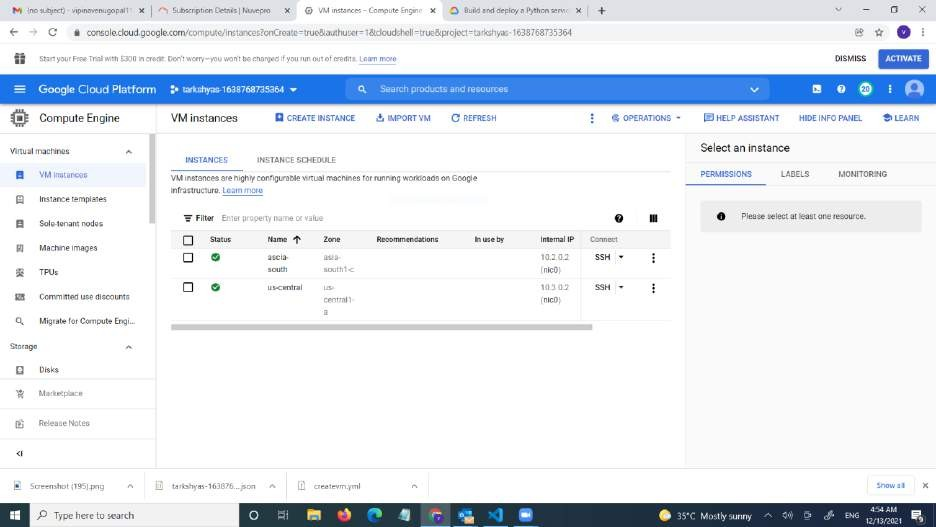 (no subject) - vipinavenugopal11
Subscription Details | Nuvepro
VM instances – Compute Engine
Build and deploy a Python servic
console.cloud.google.com/compute/instances?onCreate=true&authuser=1&cloudshell=true&project=tarkshyas-1638768735364
Start your Free Trial with $300 in credit. Don't worry—you won't be charged if you run out of credits. Learn more
DISMISS
ACTIVATE
Google Cloud Platform
tarkshyas-1638768735364
Search products and resources
20
Compute Engine
VM instances
CREATE INSTANCE
IMPORT VM
REFRESH
OPERATIONS
HELP ASSISTANT
HIDE INFO PANEL
LEARN
Virtual machines
VM instances
Instance templates
Sole-tenant nodes
Machine images
TPUs
Committed use discounts
Migrate for Compute Engi...
Storage
Disks
Marketplace
Release Notes
INSTANCES
INSTANCE SCHEDULE
VM instances are highly configurable virtual machines for running workloads on Google
infrastructure. Learn more
Filter Enter property name or value
Status Name Zone Recommendations In use by Internal IP Connect
ascia- asia- 10.2.0.2 SSH
south south1-c (nic0)
us-central us- 10.3.0.2 SSH
central1- (nic0)
a
Select an instance
PERMISSIONS
LABELS
MONITORING
Please select at least one resource.
Screenshot (195).png
tarkshyas-163876....json
createvm.yml
Show all
Type here to search
35°C Mostly sunny
ENG
4:54 AM
12/13/2021
9